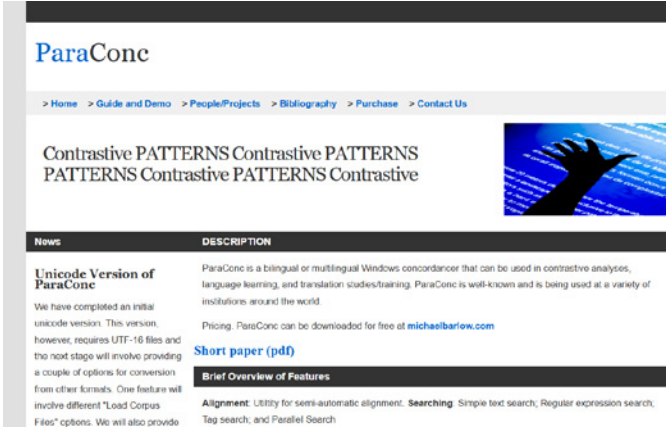 ParaConc
> Home > Guide and Demo > People/Projects > Bibliography > Purchase > Contact Us
Contrastive PATTERNS Contrastive PATTERNS
PATTERNS Contrastive PATTERNS Contrastive
News
Unicode Version of
ParaConc
We have completed an initial
unicode version. This version,
however, requires UTF-16 files and
the next stage will involve providing
a couple of options for conversion
from other formats. One feature will
involve different "Load Corpus
Files" options. We will also provide
DESCRIPTION
ParaConc is a bilingual or multilingual Windows concordancer that can be used in contrastive analyses,
language learning, and translation studies/training. ParaConc is well-known and is being used at a variety of
institutions around the world.
Pricing. ParaConc can be downloaded for free at michaelbarlow.com
Short paper (pdf)
Brief Overview of Features
Alignment: Utility for semi-automatic alignment. Searching. Simple text search; Regular expression search;
Tag search; and Parallel Search